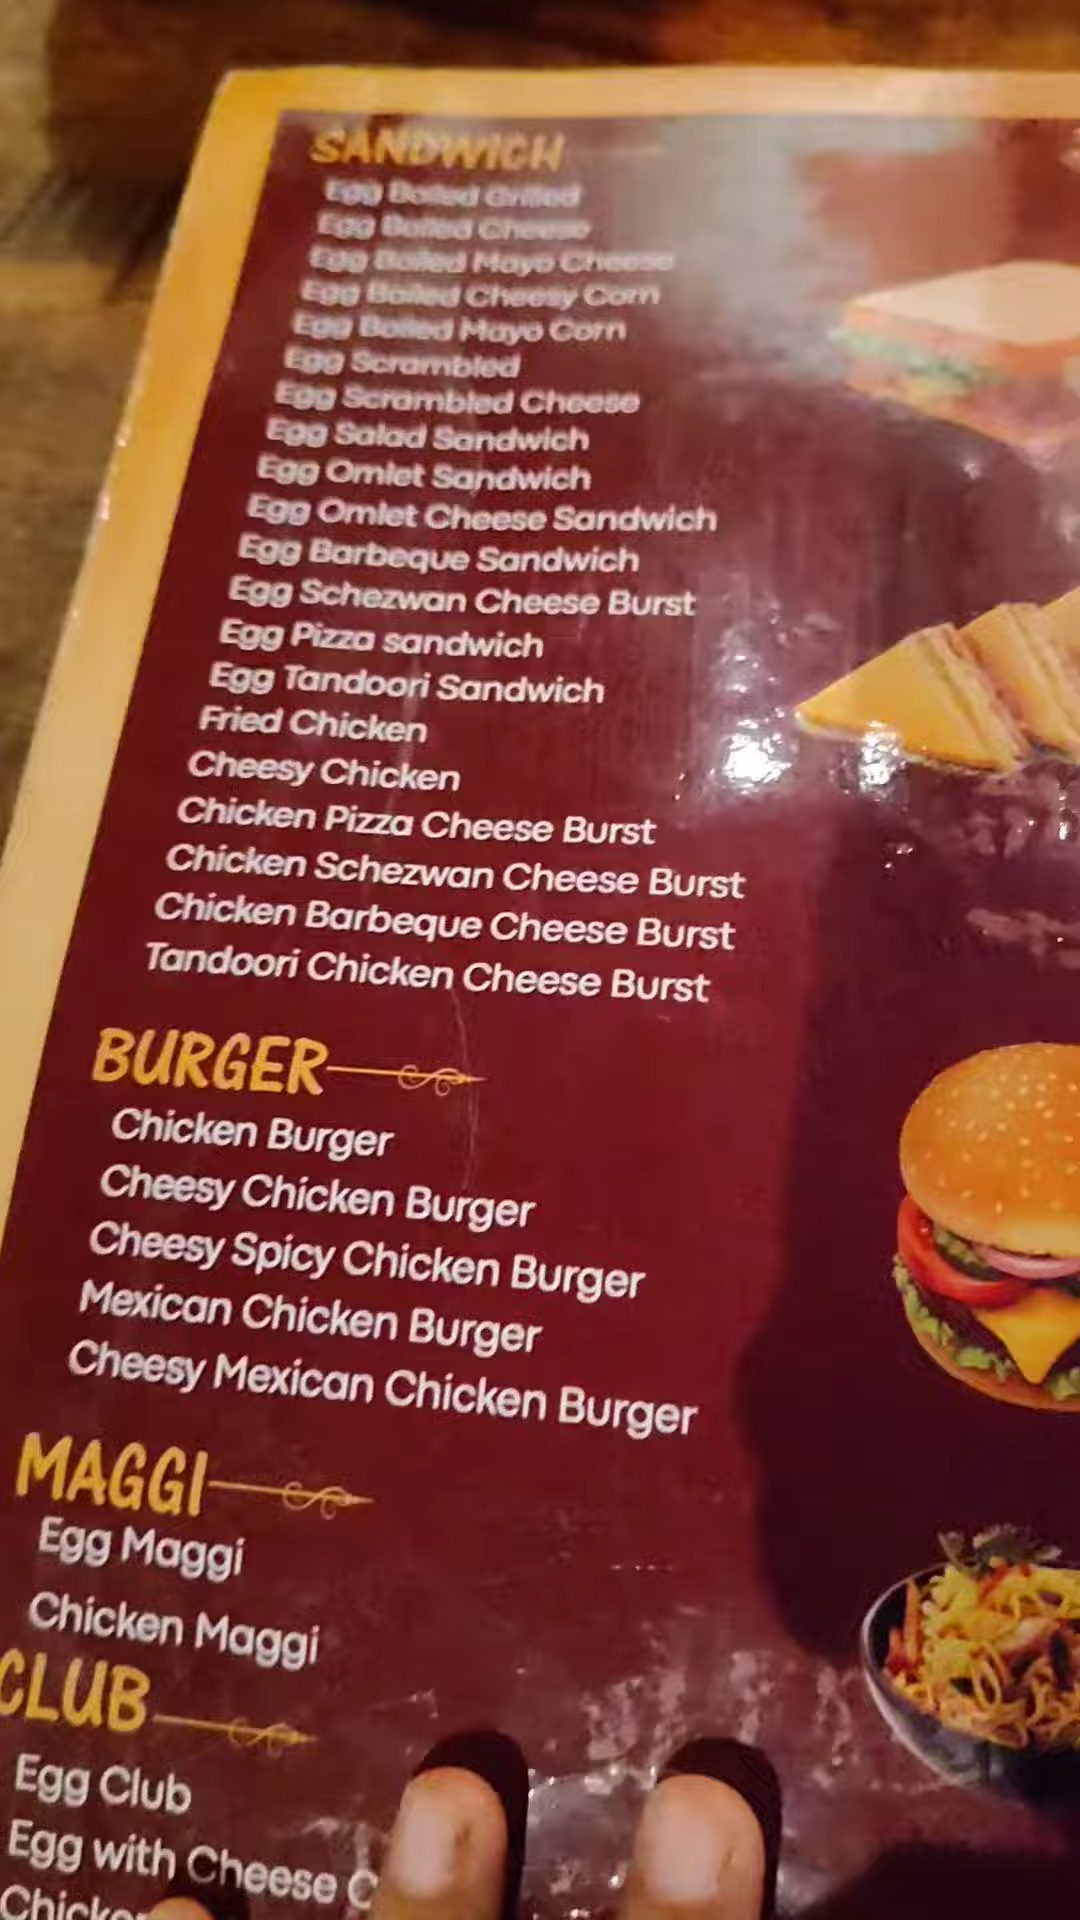 SANDWICH
Egg Boiled Grilled
Egg Boiled Cheese
Egg Boiled Mayo Cheese
Egg Boiled Cheesy Corn
Egg Boiled Mayo Corn
Egg Scrambled
Egg Scrambled Cheese
Egg Salad Sandwich
Egg Omlet Sandwich
Egg Omlet Cheese Sandwich
Egg Barbeque Sandwich
Egg Schezwan Cheese Burst
Egg Pizza sandwich
Egg Tandoori Sandwich
Fried Chicken
Cheesy Chicken
Chicken Pizza Cheese Burst
Chicken Schezwan Cheese Burst
Chicken Barbeque Cheese Burst
Tandoori Chicken Cheese Burst
BURGER
Chicken Burger
Cheesy Chicken Burger
Cheesy Spicy Chicken Burger
Mexican Chicken Burger
Cheesy Mexican Chicken Burger
MAGGI
Egg Maggi
Chicken Maggi
CLUB
Egg Club
Egg with Cheese